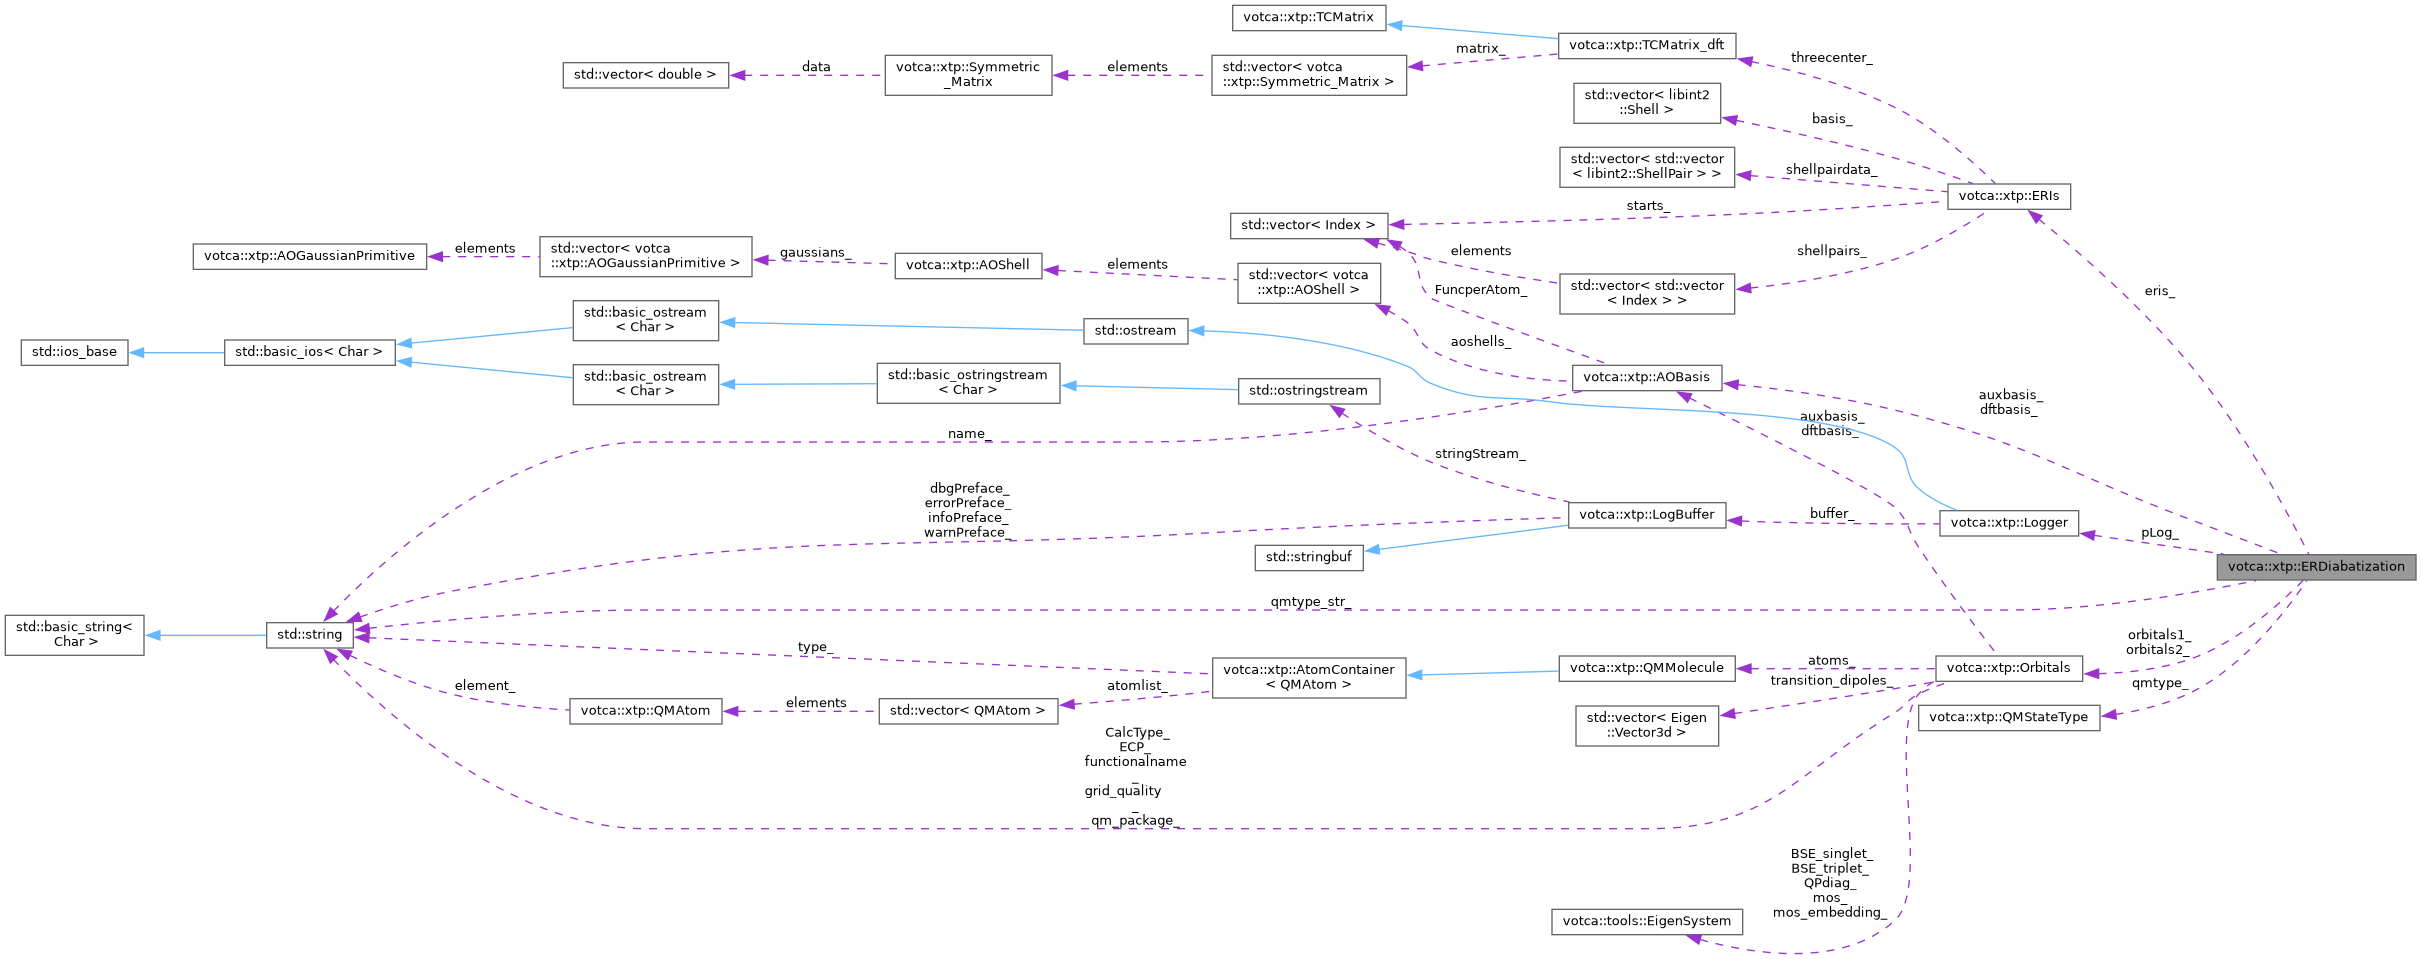 votca::xtp::TCMatrix
votca::xtp::TCMatrix_dft
threecenter_
matrix_
std::vector< double >
data
votca::xtp::Symmetric
_Matrix
elements
std::vector< votca
::xtp::Symmetric_Matrix >
std::vector< libint2
::Shell >
basis_
std::vector< std::vector
< libint2::ShellPair > >
shellpairdata_
votca::xtp::ERIs
starts_
std::vector< Index >
votca::xtp::AOGaussianPrimitive
elements
std::vector< votca
::xtp::AOGaussianPrimitive >
gaussians_
votca::xtp::AOShell
elements
std::vector< votca
::xtp::AOShell >
elements
FuncperAtom_
shellpairs_
std::vector< std::vector
< Index > >
eris_
std::basic_ostream
< Char >
std::ostream
std::ios_base
std::basic_ios< Char >
aoshells_
std::basic_ostream
< Char >
std::basic_ostringstream
< Char >
std::ostringstream
votca::xtp::AOBasis
auxbasis_
dftbasis_
auxbasis_
dftbasis_
name_
stringStream_
dbgPreface_
errorPreface_
infoPreface_
warnPreface_
votca::xtp::LogBuffer
buffer_
votca::xtp::Logger
pLog_
std::stringbuf
votca::xtp::ERDiabatization
qmtype_str_
std::basic_string<
Char >
std::string
type_
votca::xtp::AtomContainer
< QMAtom >
votca::xtp::QMMolecule
atoms_
votca::xtp::Orbitals
orbitals1_
orbitals2_
element_
votca::xtp::QMAtom
elements
std::vector< QMAtom >
atomlist_
transition_dipoles_
qmtype_
std::vector< Eigen
::Vector3d >
votca::xtp::QMStateType
CalcType_
ECP_
functionalname
_
grid_quality
_
qm_package_
BSE_singlet_
BSE_triplet_
QPdiag_
mos_
mos_embedding_
votca::tools::EigenSystem